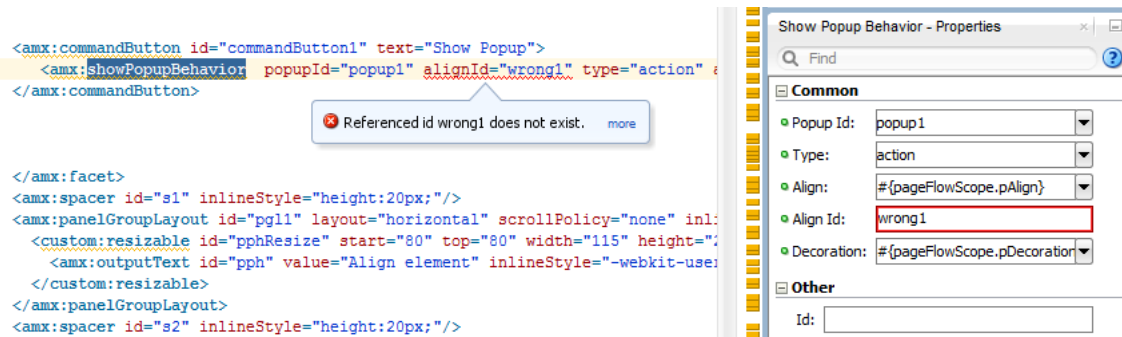 <amx:commandButton id="commandButton1" text="Show Popup">
<amx:showPopupBehavior popupId="popup1" alignId="wrong1" type="action"
</amx:commandButton>
Referenced id wrong1 does not exist. more
</amx:facet>
<amx:spacer id="s1" inlineStyle="height:20px;"/>
<amx:panelGroupLayout id="pgl1" layout="horizontal" scrollPolicy="none" inl
<custom:resizable id="pphResize" start="80" top="80" width="115" height="2
<amx:outputText id="pph" value="Align element" inlineStyle="-webkit-user
</custom:resizable>
</amx:panelGroupLayout>
<amx:spacer id="s2" inlineStyle="height:20px;"/>
Show Popup Behavior - Properties
Find
Common
Popup Id: popup1
Type: action
Align: #{pageFlowScope.pAlign}
Align Id: wrong1
Decoration: #{pageFlowScope.pDecoration
Other
Id: